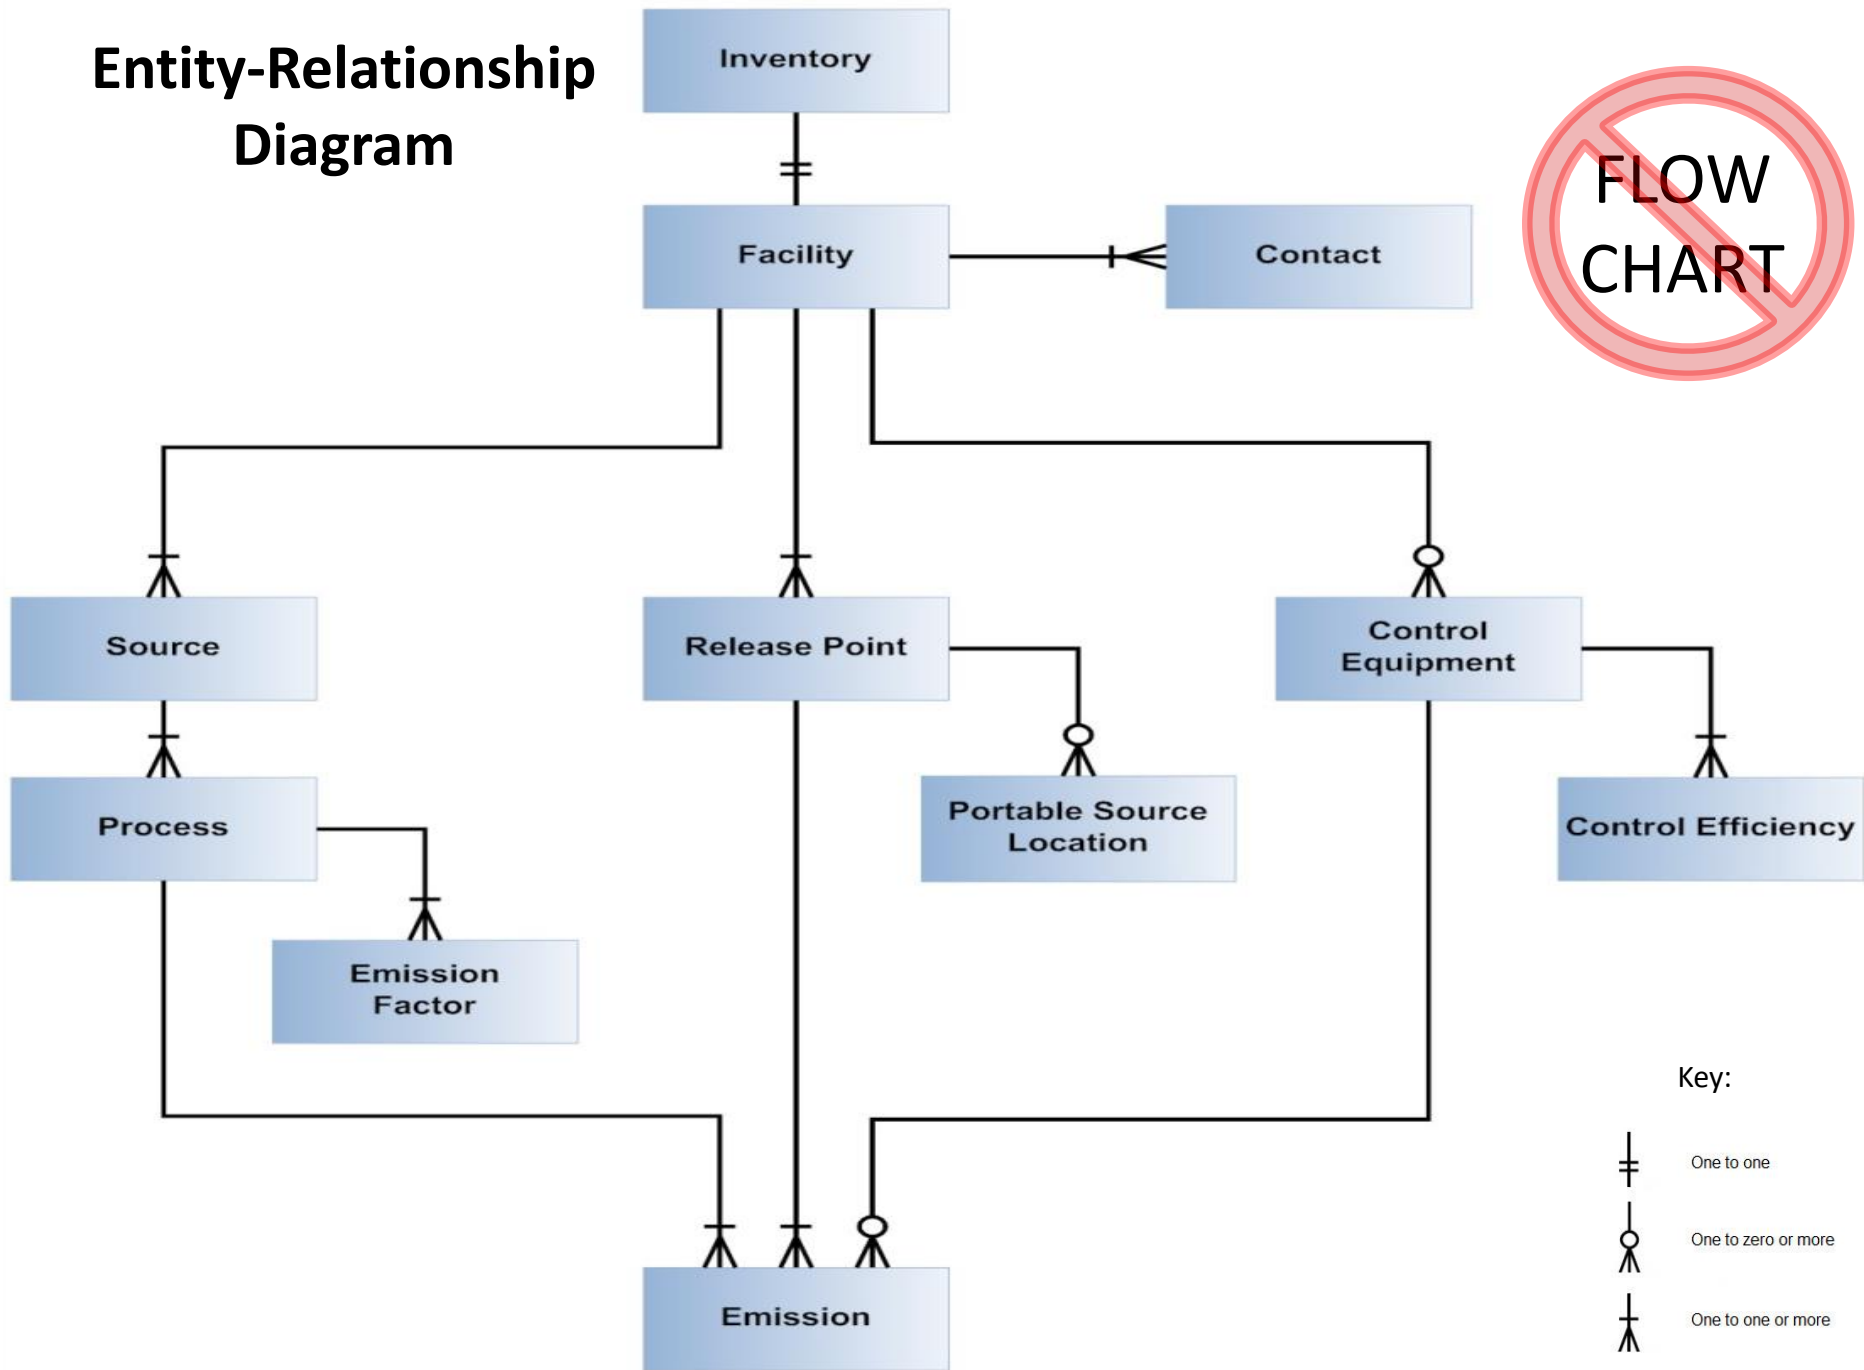 Entity-Relationship
Diagram
Inventory
FLOW
CHART
Facility
Contact
Source
Release Point
Control
Equipment
Process
Portable Source
Location
Control Efficiency
Emission
Factor
Key:
One to one
One to zero or more
One to one or more
Emission